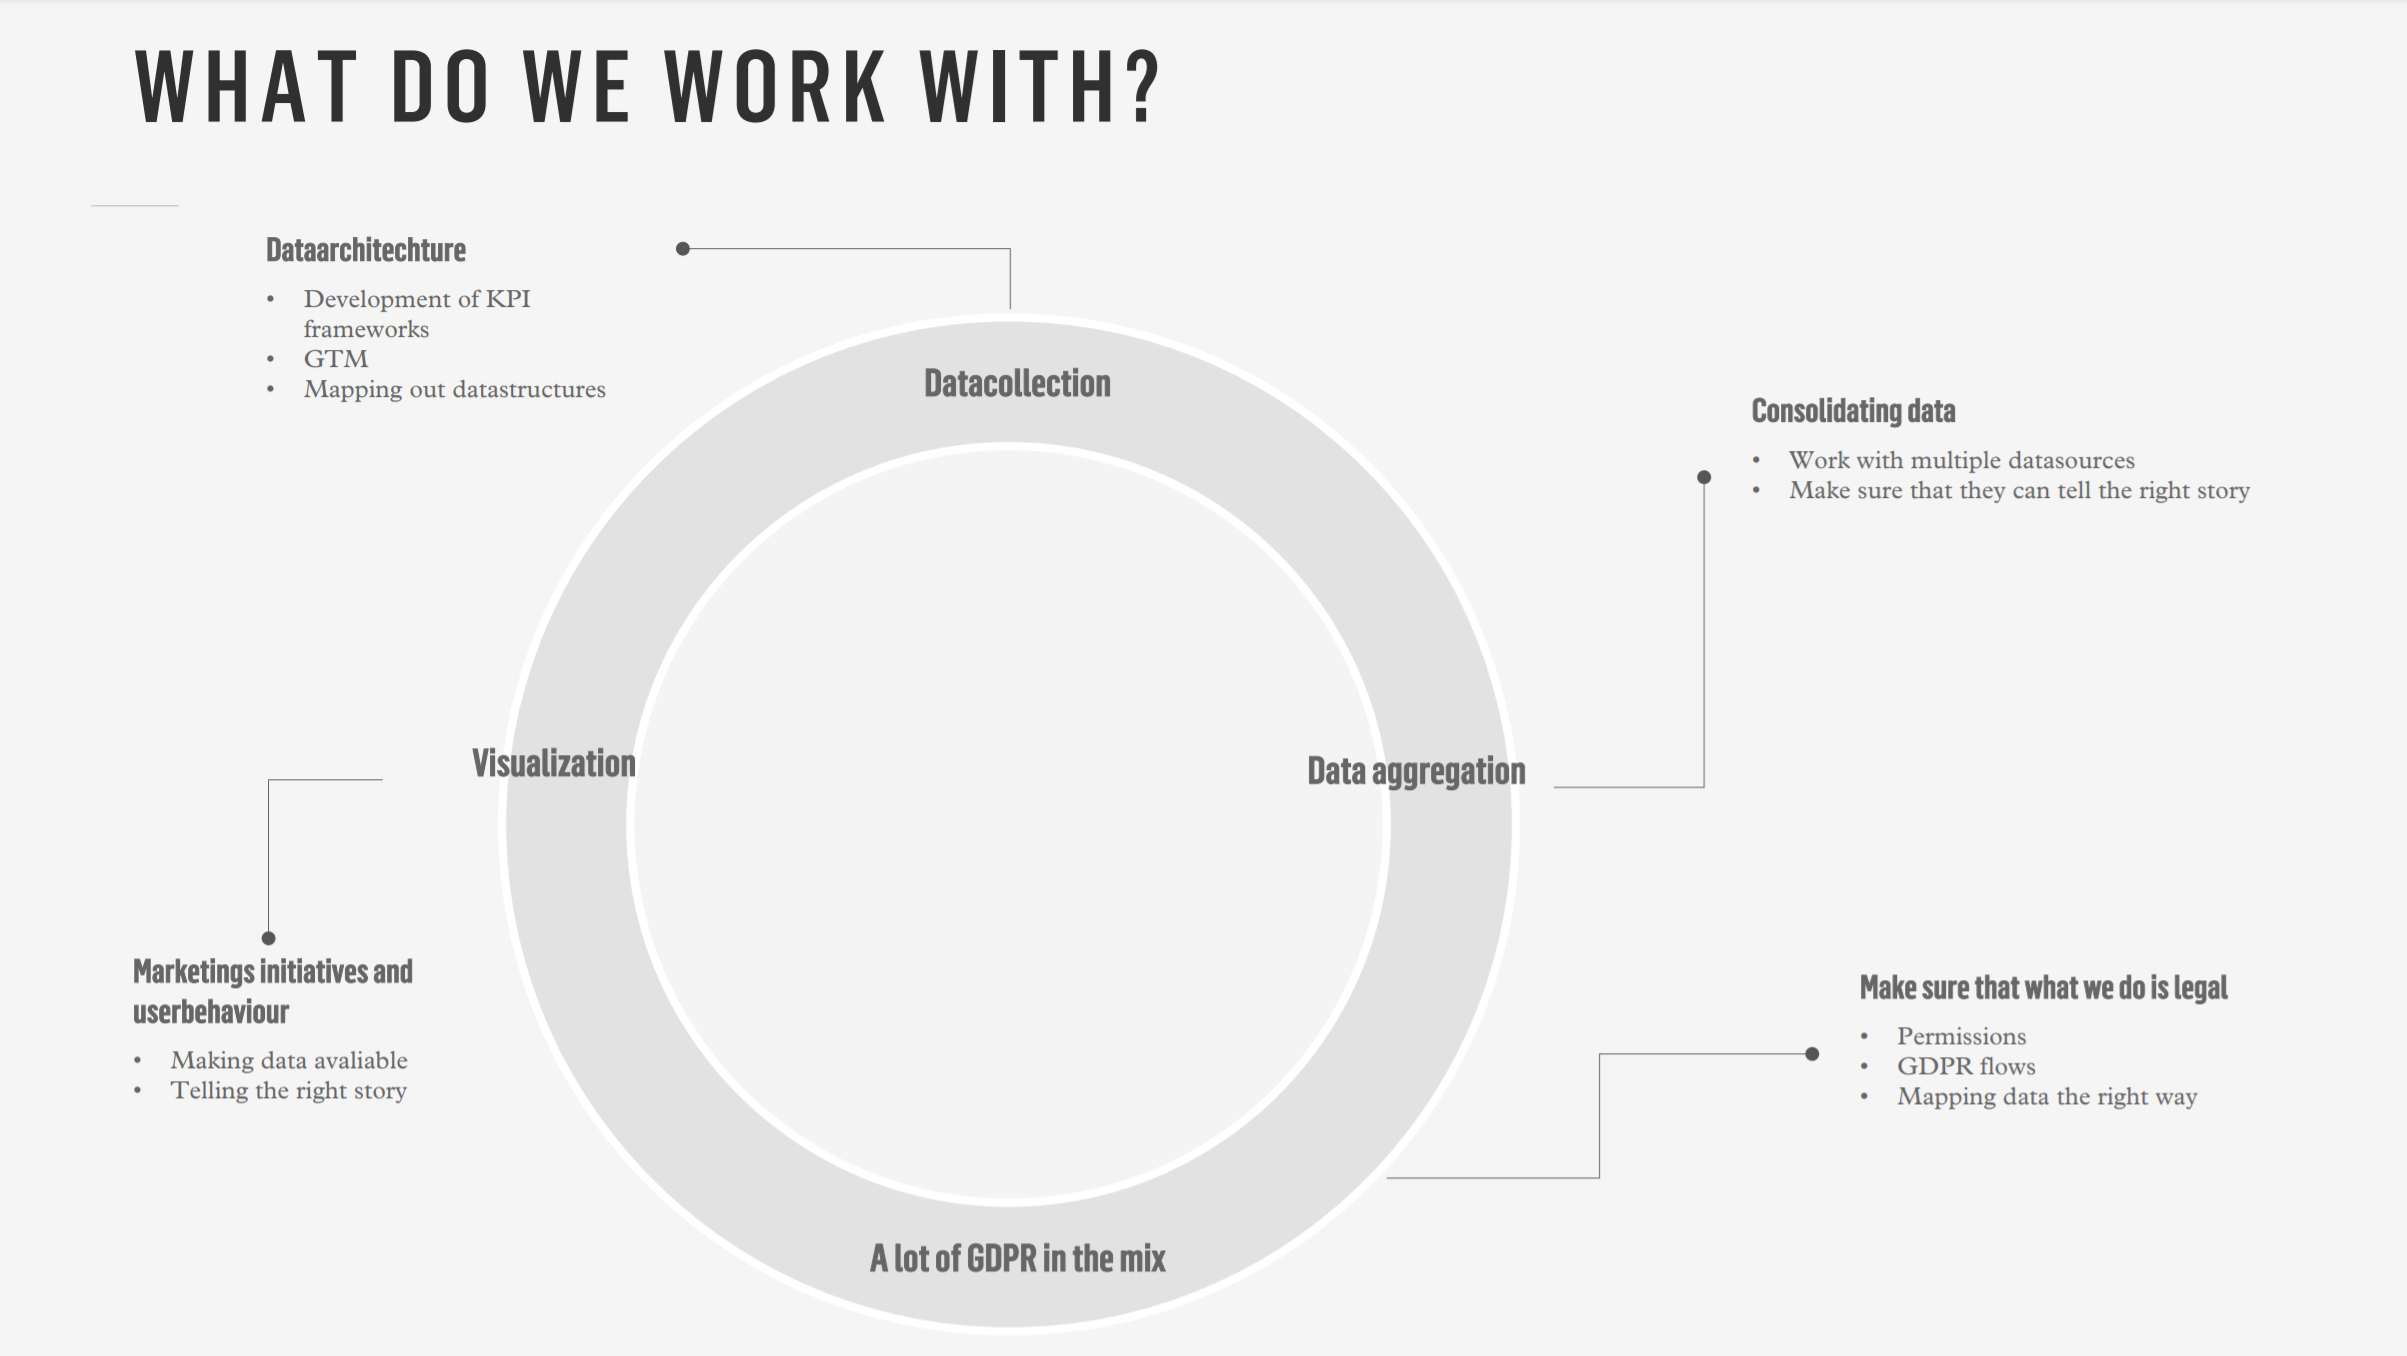 WHAT DO WE WORK WITH?
Dataarchitechture
• Development of KPI
frameworks
• GTM
• Mapping out datastructures
Datacollection
Consolidating data
• Work with multiple datasources
• Make sure that they can tell the right story
Visualization
Data aggregation
Marketings initiatives and
userbehaviour
• Making data avaliable
• Telling the right story
Make sure that what we do is legal
• Permissions
• GDPR flows
• Mapping data the right way
A lot of GDPR in the mix